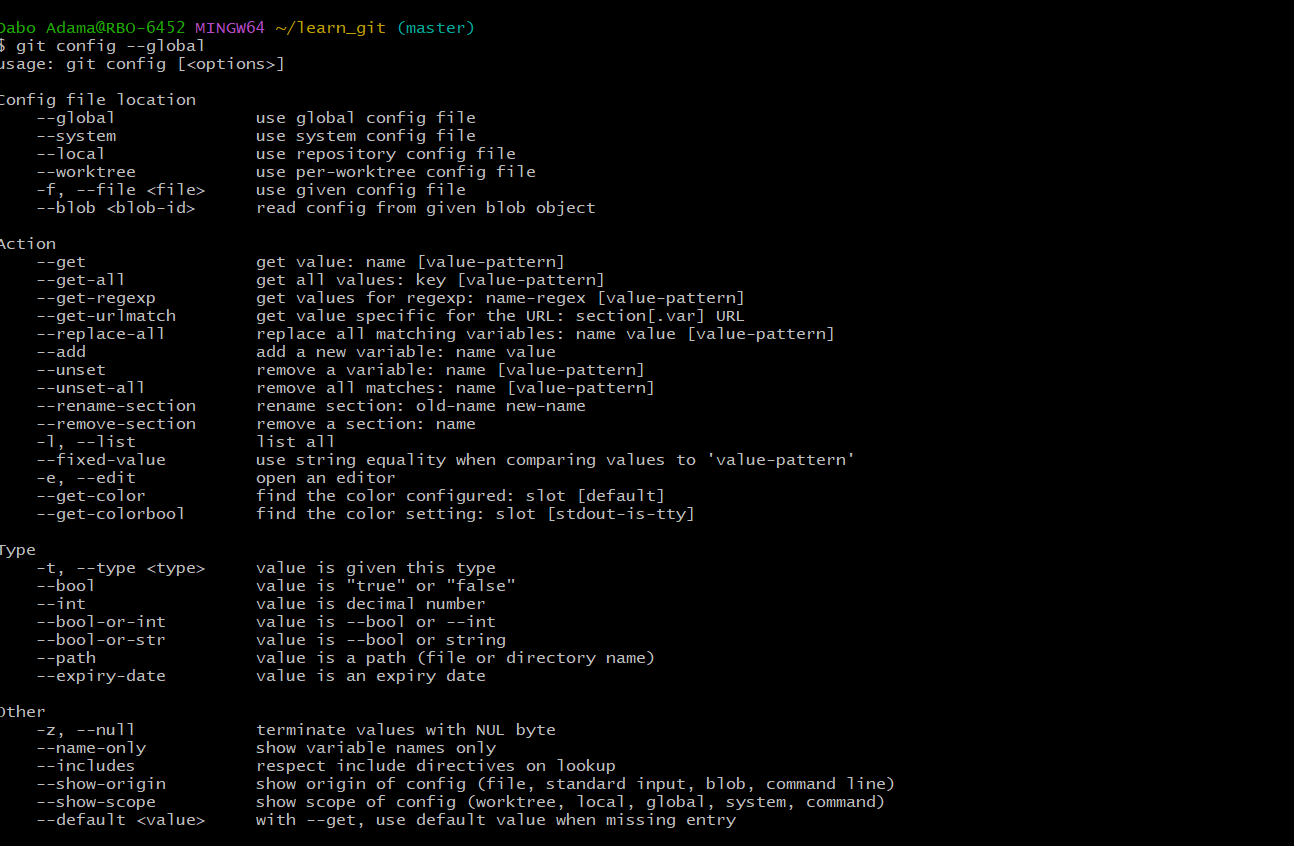 Dabo Adama@RBO-6452 MINGW64 ~/learn_git (master)
$ git config --global
usage: git config [<options>]
Config file location
--global use global config file
--system use system config file
--local use repository config file
--worktree use per-worktree config file
-f, --file <file> use given config file
--blob <blob-id> read config from given blob object
Action
--get get value: name [value-pattern]
--get-all get all values: key [value-pattern]
--get-regexp get values for regexp: name-regex [value-pattern]
--get-urlmatch get value specific for the URL: section[.var] URL
--replace-all replace all matching variables: name value [value-pattern]
--add add a new variable: name value
--unset remove a variable: name [value-pattern]
--unset-all remove all matches: name [value-pattern]
--rename-section rename section: old-name new-name
--remove-section remove a section: name
-l, --list list all
--fixed-value use string equality when comparing values to 'value-pattern'
-e, --edit open an editor
--get-color find the color configured: slot [default]
--get-colorbool find the color setting: slot [stdout-is-tty]
Type
-t, --type <type> value is given this type
--bool value is "true" or "false"
--int value is decimal number
--bool-or-int value is --bool or --int
--bool-or-str value is --bool or string
--path value is a path (file or directory name)
--expiry-date value is an expiry date
Other
-z, --null terminate values with NUL byte
--name-only show variable names only
--includes respect include directives on lookup
--show-origin show origin of config (file, standard input, blob, command line)
--show-scope show scope of config (worktree, local, global, system, command)
--default <value> with --get, use default value when missing entry